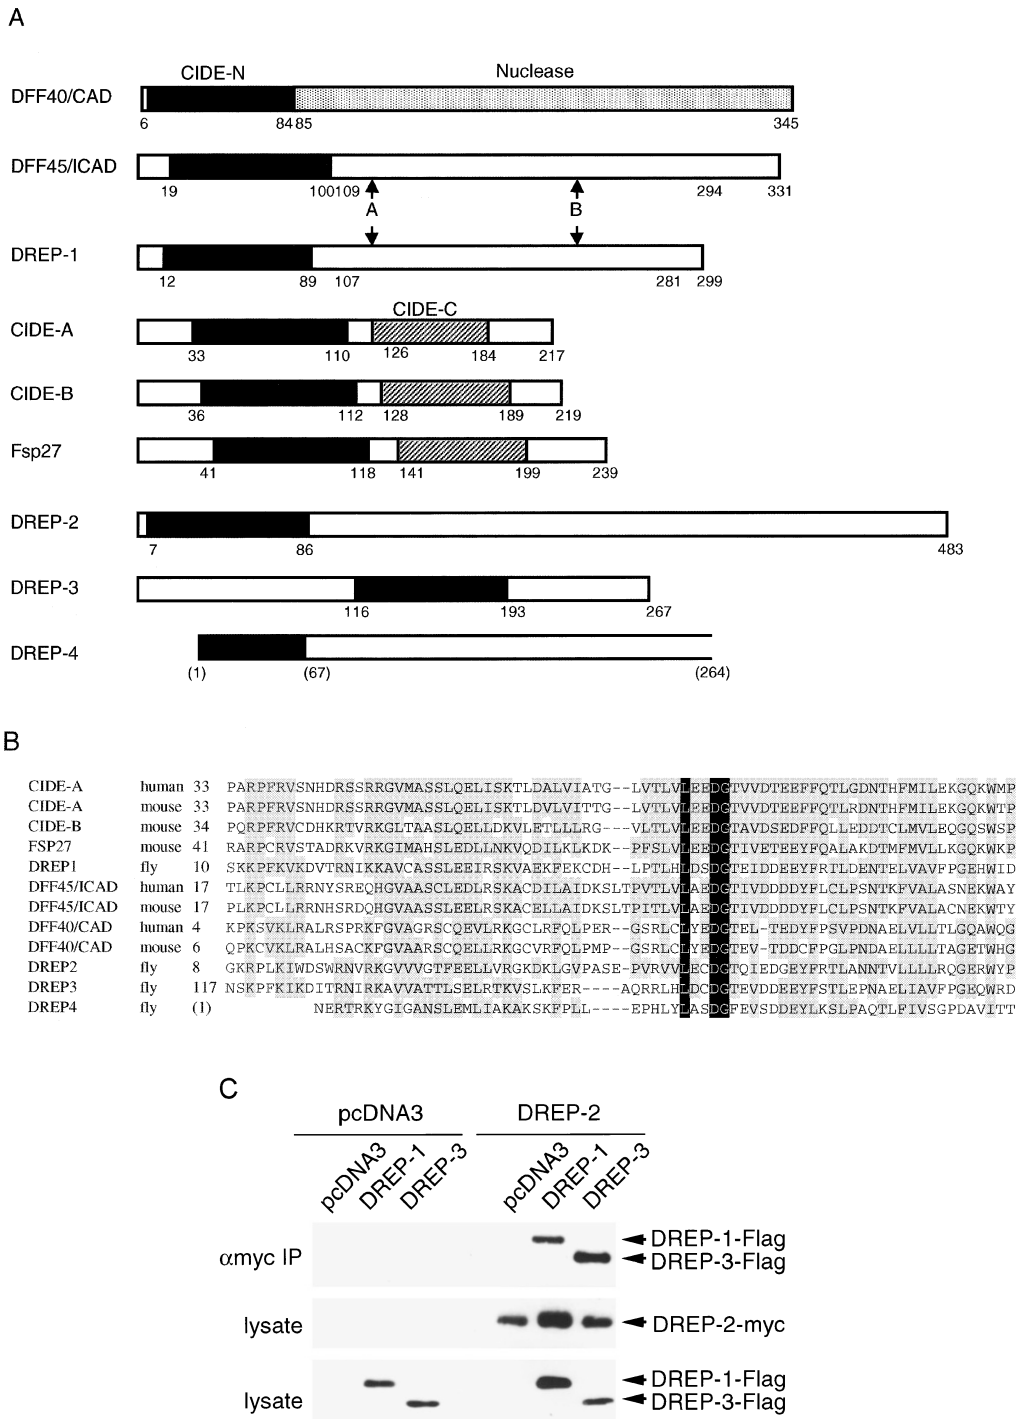 A
CIDE-N Nuclease
DFF40/CAD
6 84 85 345
DFF45/ICAD
19 100 109 294 331
A B
DREP-1
12 89 107 281 299
CIDE-C
CIDE-A
33 110 126 184 217
CIDE-B
36 112 128 189 219
Fsp27
41 118 141 199 239
DREP-2
7 86 483
DREP-3
116 193 267
DREP-4
(1) (67) (264)
B
CIDE-A human 33 PARPFRVSNHDRSSRRGVMASSLQELISKTLDALVIATG--LVTLVLEEDGTVVDTEEFFQTLGDNTHFMILEKGQKWMP
CIDE-A mouse 33 PARPFRVSNHDRSSRRGVMASSLQELISKTLDVLVITTG--LVTLVLEEDGTVVDTEEFFQTLRDNTHFMILEKGQKWTP
CIDE-B mouse 34 PQRPFRVCDHKRTVRKGLTAASLQELLDKVLETLLLRG---VLTLVLEEDGTAVDSEDFFQLLEDDTCLMVLEQGQSWSP
FSP27 mouse 41 RARPCRVSTADRKVRKGIMAHSLEDLLNKVQDILKLKDK--PFSLVLEEDGTIVETEEYFQALAKDTMFMVLLKGQKWKP
DREP1 fly 10 SKKPFKVKDVTRNIKKAVCASSLEEIRSKVAEKFEKCDH-LPTIHLDSDGTEIDDEEYFRTLDENTELVAVFPGEHWID
DFF45/ICAD human 17 TLKPCLLRRNYSREQHGVAASCLEDLRSKACDILAIDKSLTPVTLVLAEDGTIVDDDDYFLCLPSNTKFVALASNEKWAY
DFF45/ICAD mouse 17 PLKPCLLRRNHSRDQHGVAASSLEELRSKACELLAIDKSLTPITLVLAEDGTIVDDDDYFLCLPSNTKFVALACNEKWTY
DFF40/CAD human 4 KPKSVKLRALRSPRKFGVAGRSCQEVLRKGCLRFQLPER--GSRLCLYEDGTEL-TEDYFPSVPDNAELVLLTLGQAWQG
DFF40/CAD mouse 6 QPKCVKLRALHSACKFGVAARSCQELLRKGCVRFQLPMP--GSRLCLYEDGTEV-TDDCFPGLPNDAELLLLTAGETWHG
DREP2 fly 8 GKRPLKIWDSWRNVRKGVVVGTFEELLVRGKDKLGVPASE-PVRVVLECDGTQIEDGEYFRTLANNTVLLLLRQGERWYP
DREP3 fly 117 NSKPFKIKDITRNIRKAVVATTLSELRTKVSLKFER----AQRRLHLDCDGTEVDDEEYFSTLEPNAELIAVFPGEQWRD
DREP4 fly (1) NERTRKYGIGANSLEMLIAKAKSKFPLL----EPHLYLASDGFEVSDDEYLKSLPAQTLFIVSGPDAVITT
C
pcDNA3 DREP-2
pcDNA3 DREP-1 DREP-3 pcDNA3 DREP-1 DREP-3
αmyc IP
DREP-1-Flag
DREP-3-Flag
lysate DREP-2-myc
lysate
DREP-1-Flag
DREP-3-Flag